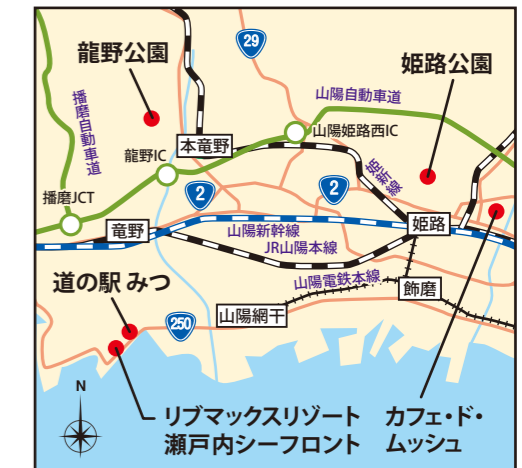 29
龍野公園
姫路公園
山陽自動車道
播磨自動車道
本竜野
山陽姫路西IC
龍野IC
姫新線
2
2
播磨JCT
竜野
山陽新幹線
姫路
JR山陽本線
道の駅 みつ
山陽電鉄本線
飾磨
山陽網干
250
N
リブマックスリゾート
瀬戸内シーフロント
カフェ・ド・
ムッシュ